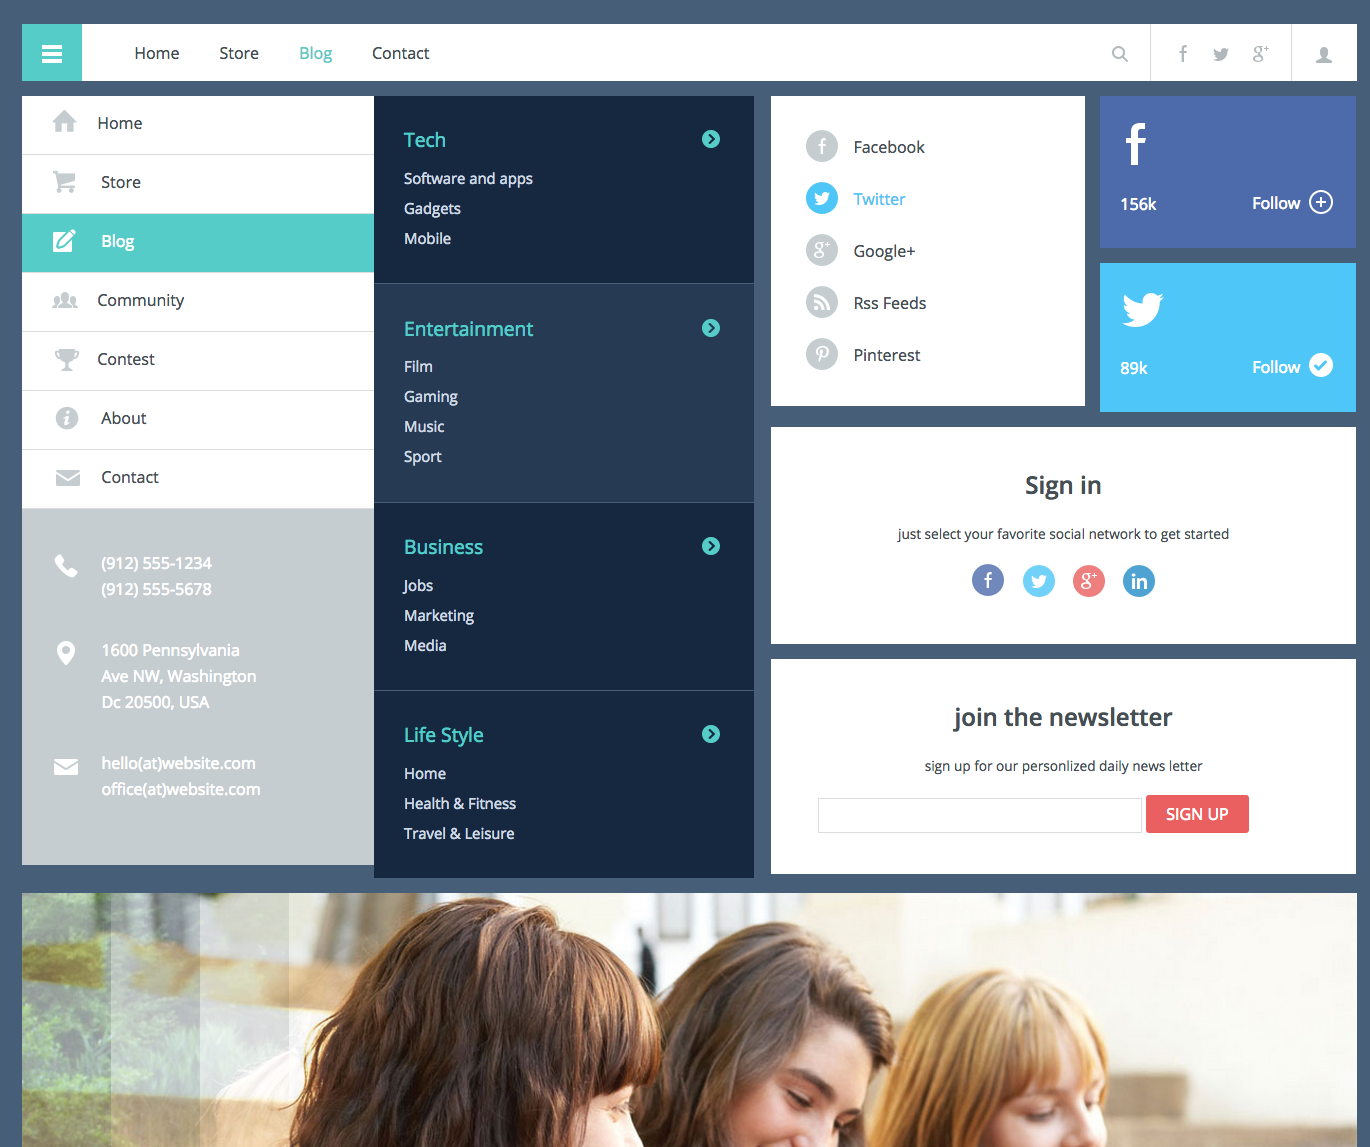 Home Store Blog Contact
Home
Store
Blog
Community
Contest
About
Contact
(912) 555-1234
(912) 555-5678
1600 Pennsylvania
Ave NW, Washington
Dc 20500, USA
hello(at)website.com
office(at)website.com
Tech
Software and apps
Gadgets
Mobile
Entertainment
Film
Gaming
Music
Sport
Business
Jobs
Marketing
Media
Life Style
Home
Health & Fitness
Travel & Leisure
Facebook
Twitter
Google+
Rss Feeds
Pinterest
156k Follow
89k Follow
Sign in
just select your favorite social network to get started
join the newsletter
sign up for our personlized daily news letter
SIGN UP